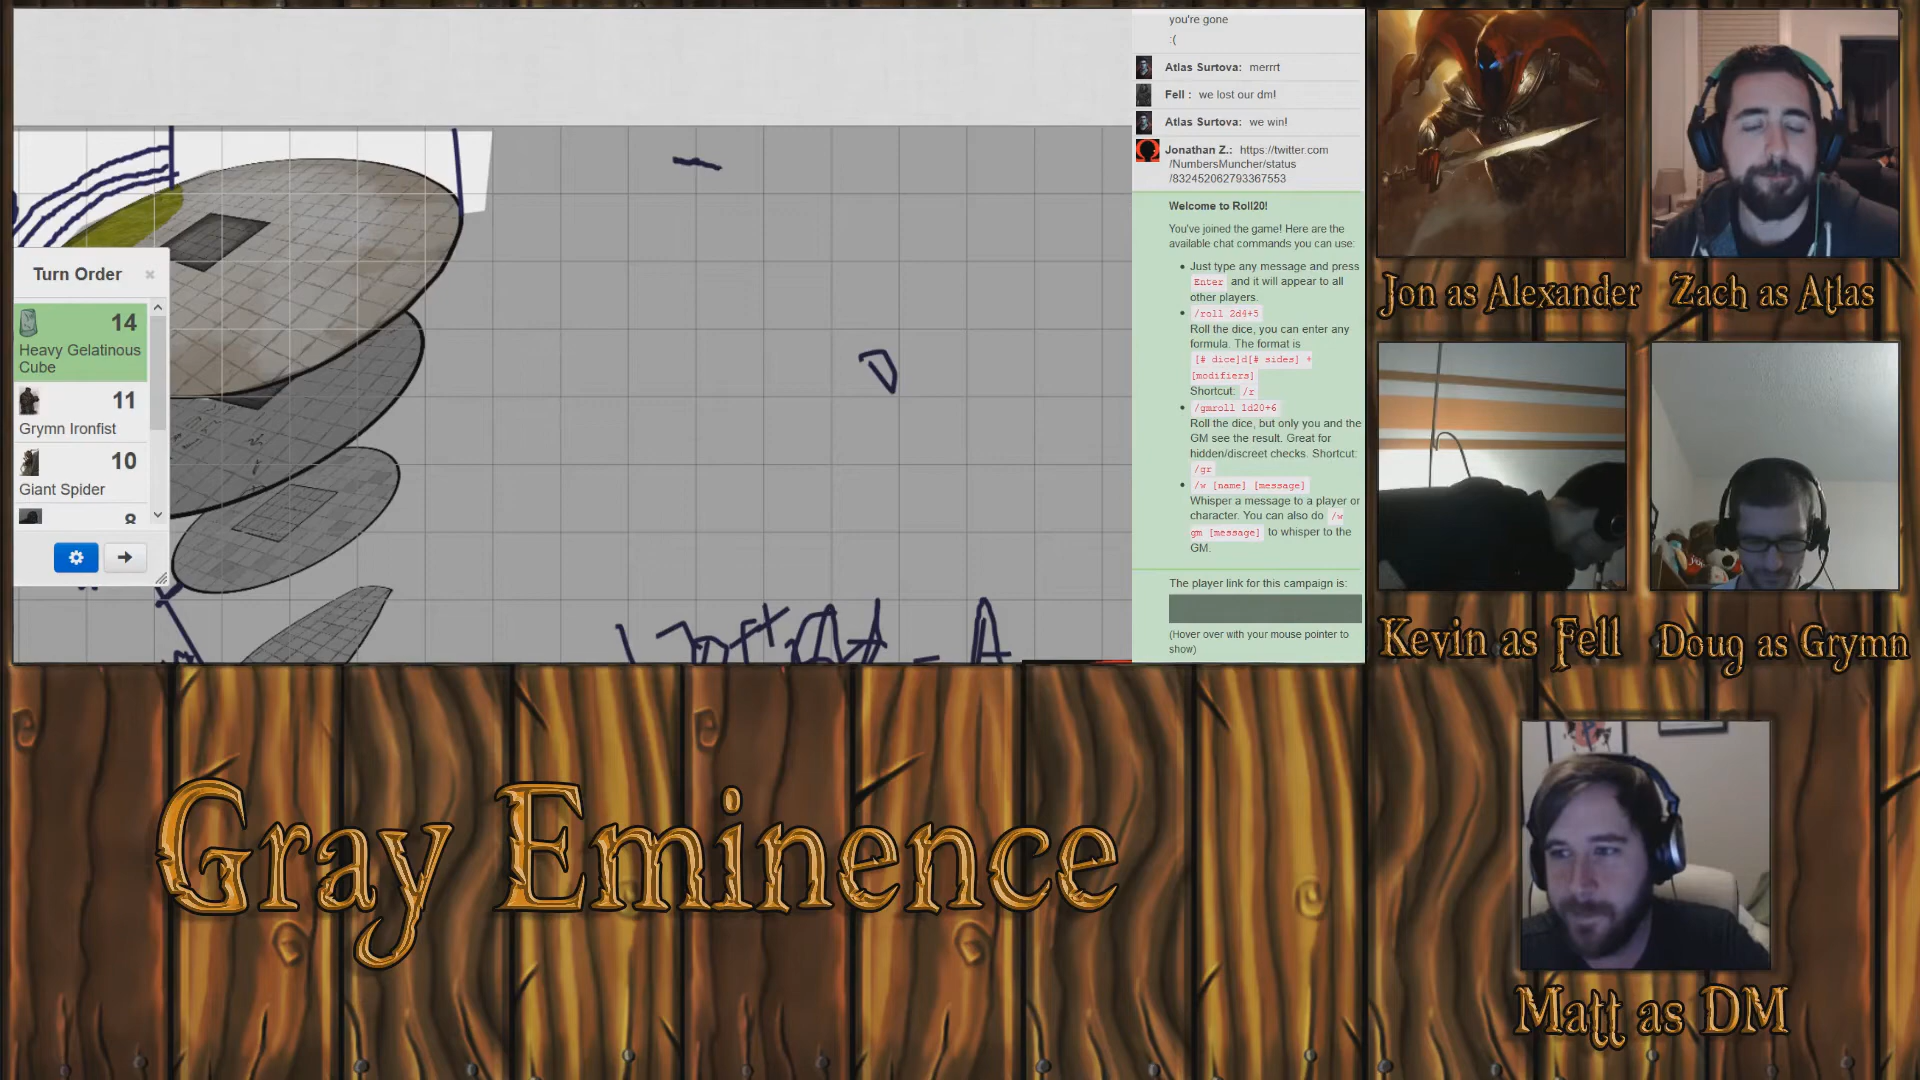 you're gone
:(
Atlas Surtova: merrrt
Fell : we lost our dm!
Atlas Surtova: we win!
Jonathan Z.: https://twitter.com
/NumbersMuncher/status
/832452062793367553
Welcome to Roll20!
You've joined the game! Here are the
available chat commands you can use:
Just type any message and press
Enter and it will appear to all
other players.
/roll 2d4+5
Roll the dice, you can enter any
formula. The format is
[# dice]d[# sides] +
[modifiers]
Shortcut: /r
/gmroll 1d20+6
Roll the dice, but only you and the
GM see the result. Great for
hidden/discreet checks. Shortcut:
/gr
/w [name] [message]
Whisper a message to a player or
character. You can also do /w
gm [message] to whisper to the
GM.
The player link for this campaign is:
(Hover over with your mouse pointer to
show)
Turn Order
14
Heavy Gelatinous
Cube
11
Grymn Ironfist
10
Giant Spider
8
Jon as Alexander
Zach as Atlas
Kevin as Fell
Doug as Grymn
Gray Eminence
Matt as DM